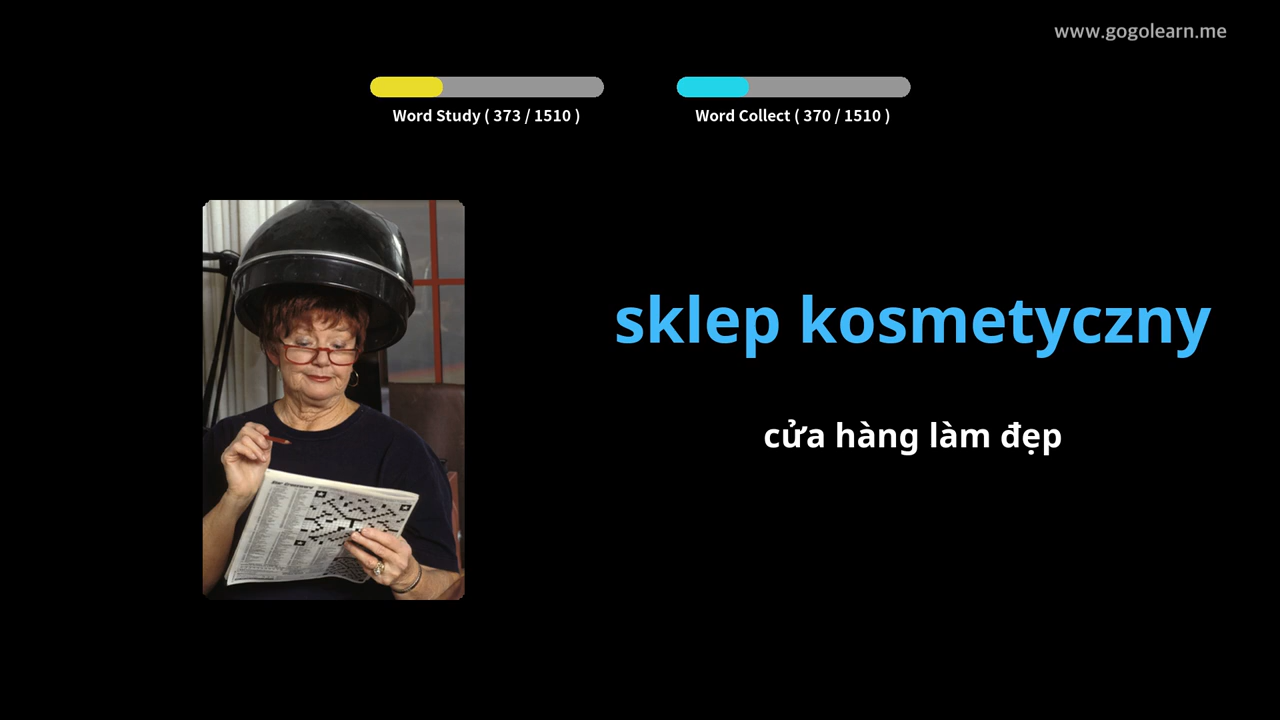 www.gogolearn.me
Word Study ( 373 / 1510 )
Word Collect ( 370 / 1510 )
sklep kosmetyczny
cửa hàng làm đẹp